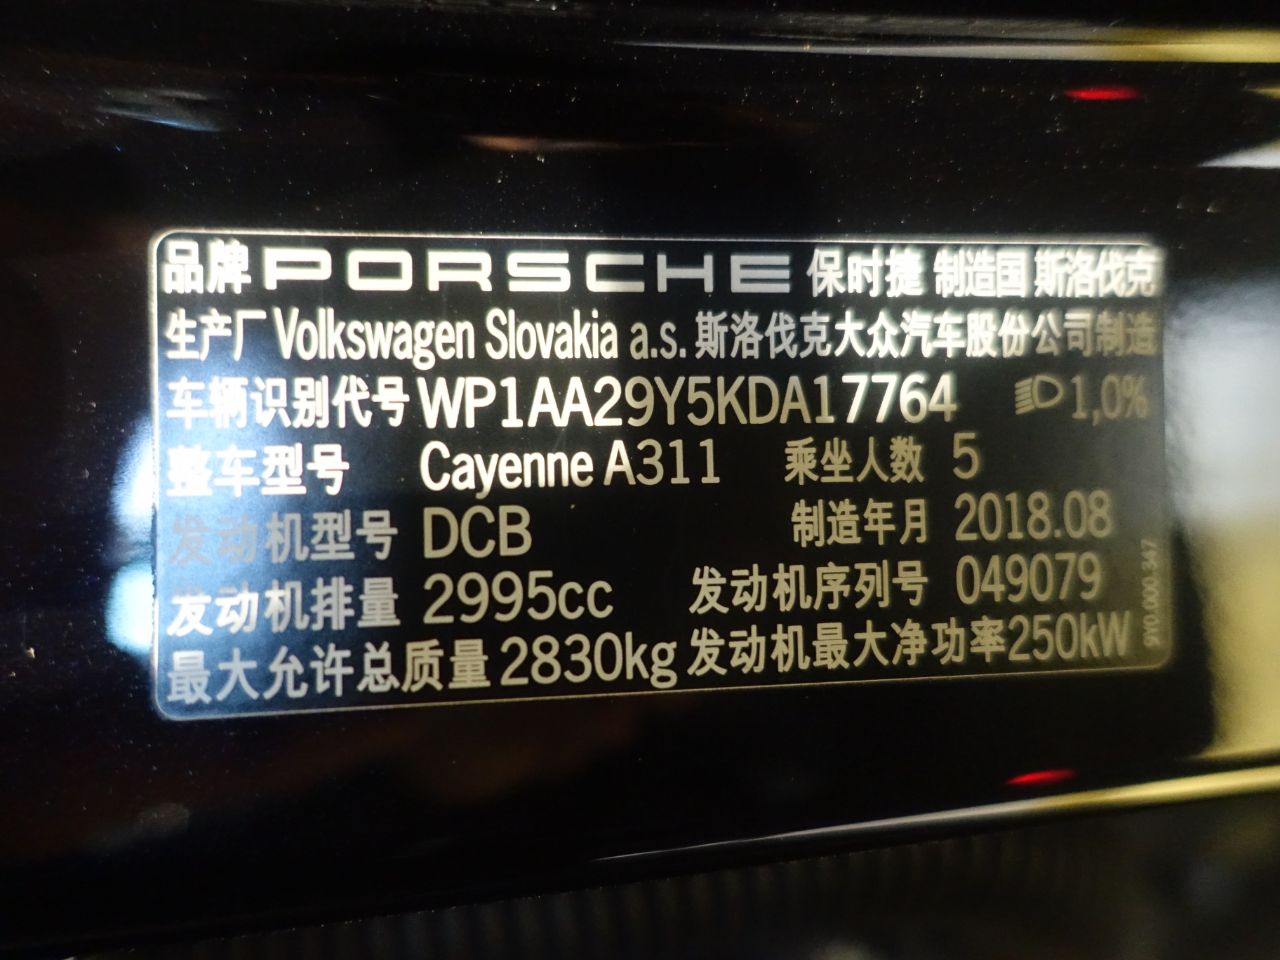 品牌 PORSCHE 保时捷 制造国 斯洛伐克
生产厂 Volkswagen Slovakia a.s. 斯洛伐克大众汽车股份公司制造
车辆识别代号 WP1AA29Y5KDA17764 1,0%
整车型号 Cayenne A311 乘坐人数 5
发动机型号 DCB 制造年月 2018.08
发动机排量 2995cc 发动机序列号 049079
最大允许总质量 2830kg 发动机最大净功率 250kW
9Y0.000.347